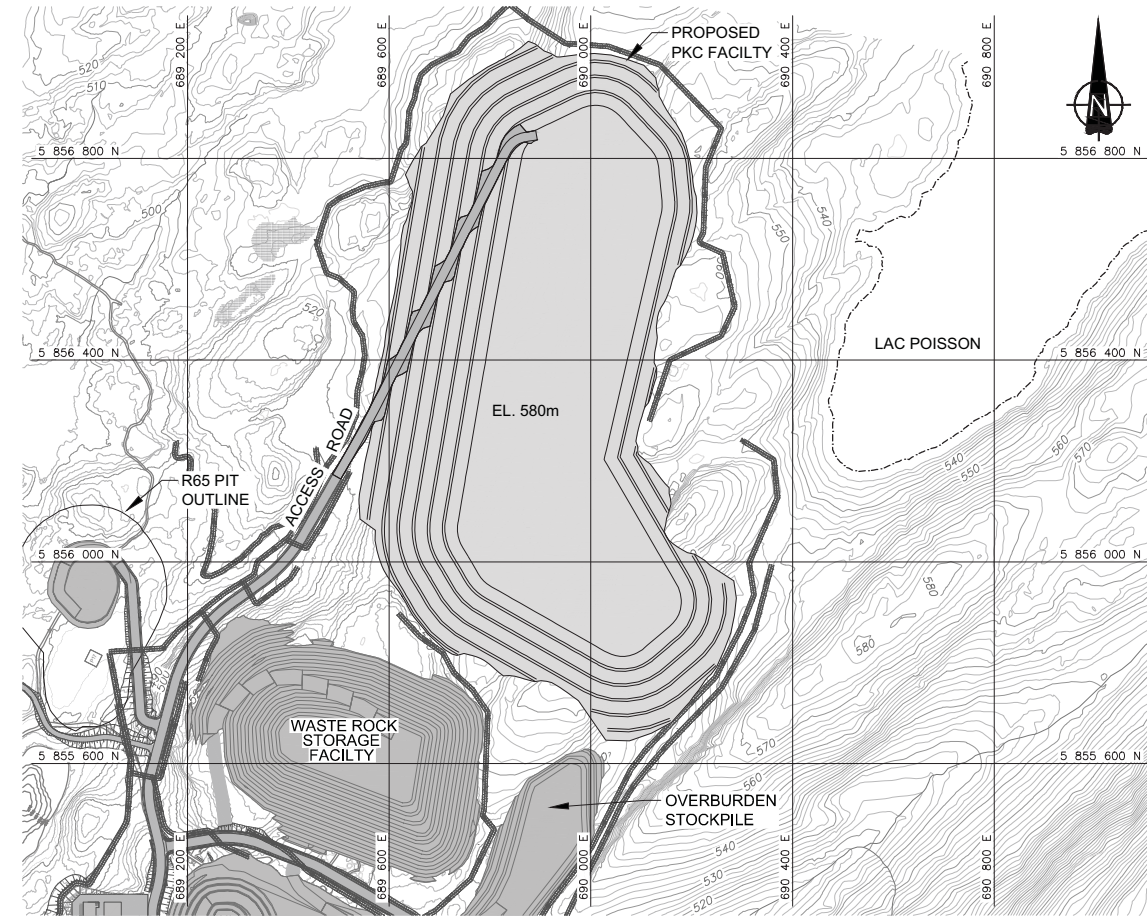 689 200 E
689 600 E
690 000 E
690 400 E
690 800 E
PROPOSED
PKC FACILTY
N
520
510
5 856 800 N
5 856 800 N
500
540
550
560
520
LAC POISSON
5 856 400 N
5 856 400 N
EL. 580m
ACCESS ROAD
R65 PIT
OUTLINE
540
550
560
570
5 856 000 N
5 856 000 N
580
580
WASTE ROCK
STORAGE
FACILTY
570
560
5 855 600 N
5 855 600 N
OVERBURDEN
STOCKPILE
540
530
520
689 200 E
689 600 E
690 000 E
690 400 E
690 800 E